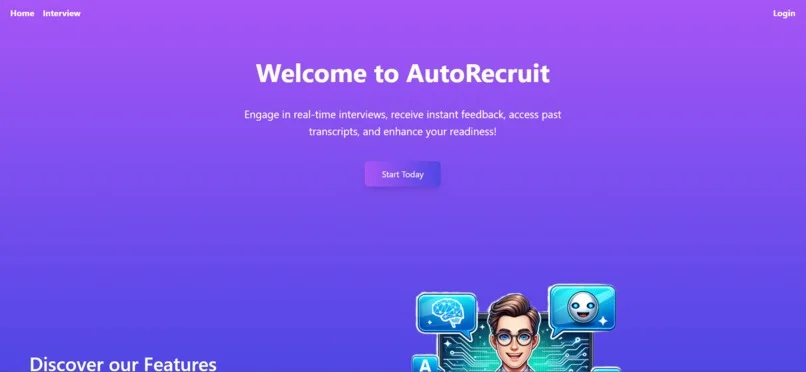 Home Interview Login
Welcome to AutoRecruit
Engage in real-time interviews, receive instant feedback, access past
transcripts, and enhance your readiness!
Start Today
Discover our Features
A